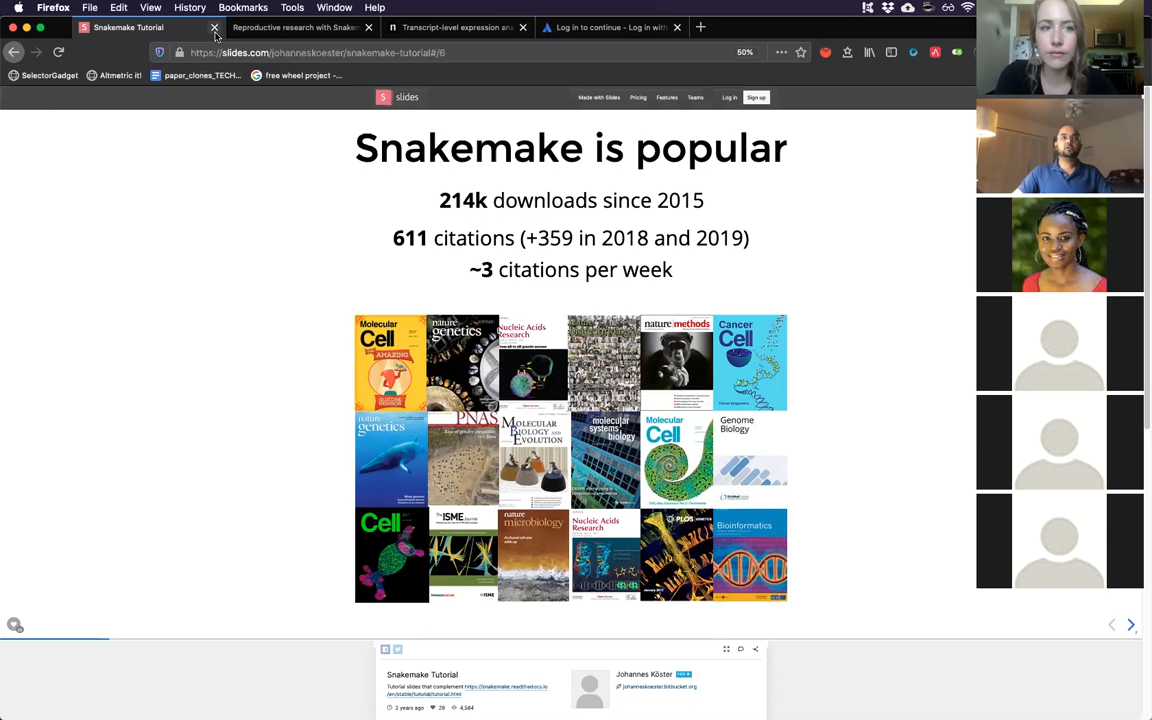 Firefox File Edit View History Bookmarks Tools Window Help
Snakemake Tutorial
Reproductive research with Snakem
Transcript-level expression ana
Log in to continue - Log in with
https://slides.com/johanneskoester/snakemake-tutorial#/6
50%
SelectorGadget
Altmetric it!
paper_clones_TECH...
free wheel project -...
S slides
Made with Slides Pricing Features Teams Log in Sign up
Snakemake is popular
214k downloads since 2015
611 citations (+359 in 2018 and 2019)
~3 citations per week
Molecular
Cell
AMAZING
nature
genetics
Nucleic Acids
Research
nature methods
Cancer
Cell
nature
genetics
PNAS
MOLECULAR
BIOLOGY AND
EVOLUTION
molecular
systems
biology
Molecular
Cell
Genome
Biology
Cell
The ISME Journal
nature
microbiology
Nucleic Acids
Research
PLOS GENETICS
Bioinformatics
Snakemake Tutorial
Tutorial slides that complement https://snakemake.readthedocs.io
/en/stable/tutorial/tutorial.html
2 years ago 29 4,564
Johannes Köster
johanneskoester.bitbucket.org